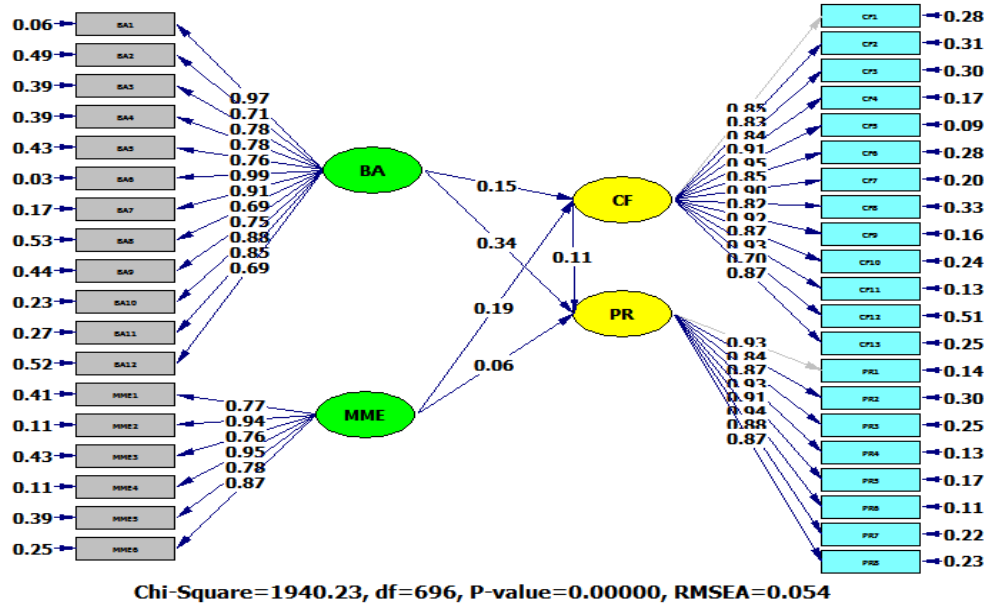 0.06 BA1
0.49 BA2
0.39 BA3
0.39 BA4
0.43 BA5
0.03 BA6
0.17 BA7
0.53 BA8
0.44 BA9
0.23 BA10
0.27 BA11
0.52 BA12
0.41 MME1
0.11 MME2
0.43 MME3
0.11 MME4
0.39 MME5
0.25 MME6
0.97
0.71
0.78
0.78
0.76
0.99
0.91
0.69
0.75
0.88
0.85
0.69
0.77
0.94
0.76
0.95
0.78
0.87
BA
MME
0.15
0.34
0.19
0.06
0.11
CF
PR
0.85
0.83
0.84
0.91
0.95
0.85
0.90
0.82
0.92
0.87
0.93
0.70
0.87
0.93
0.84
0.87
0.93
0.91
0.94
0.88
0.87
CF1 0.28
CF2 0.31
CF3 0.30
CF4 0.17
CF5 0.09
CF6 0.28
CF7 0.20
CF8 0.33
CF9 0.16
CF10 0.24
CF11 0.13
CF12 0.51
CF13 0.25
PR1 0.14
PR2 0.30
PR3 0.25
PR4 0.13
PR5 0.17
PR6 0.11
PR7 0.22
PR8 0.23
Chi-Square=1940.23, df=696, P-value=0.00000, RMSEA=0.054